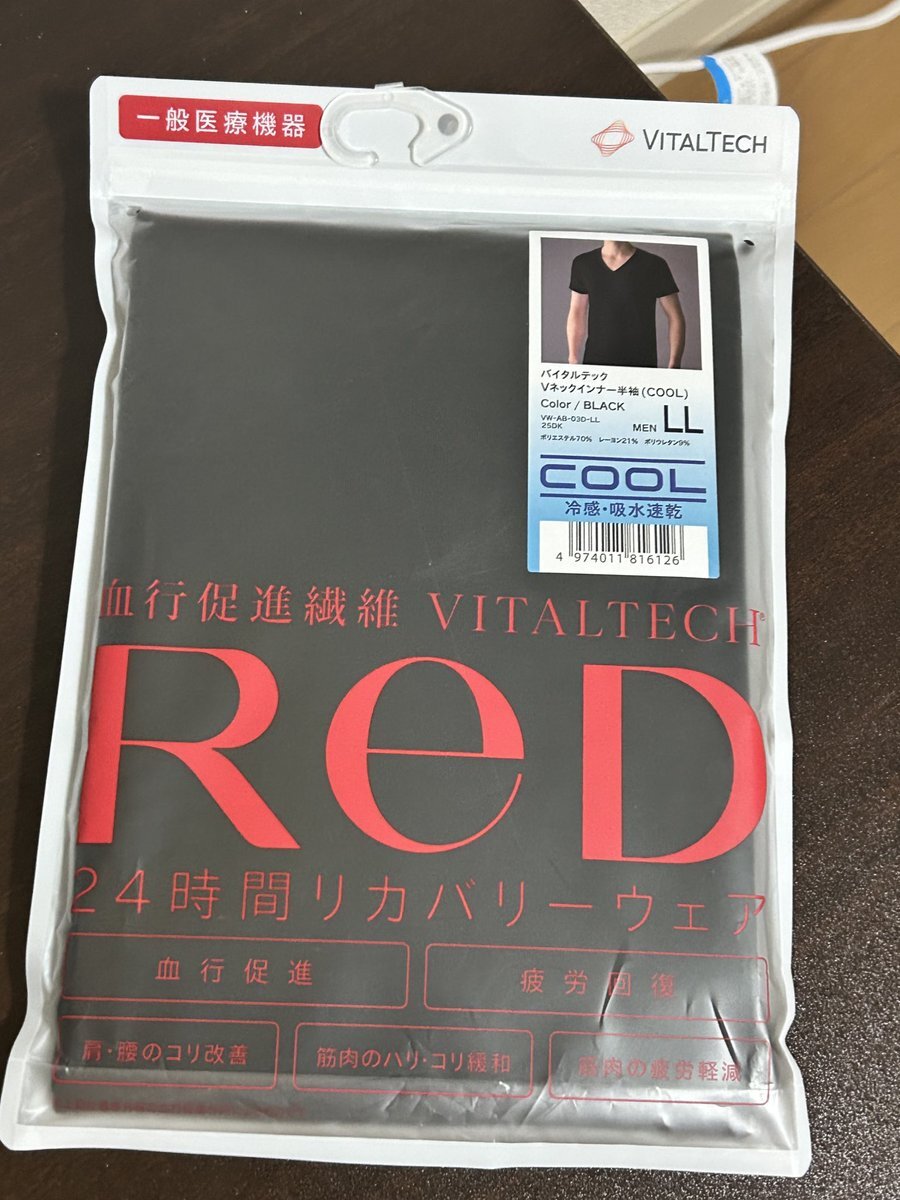 一般医療機器
VITALTECH
バイタルテック
Vネックインナー半袖(COOL)
Color / BLACK
VW-AB-03D-LL
25DK
MEN LL
ポリエステル70% レーヨン21% ポリウレタン9%
COOL
冷感・吸水速乾
4 974011 816126
血行促進繊維 VITALTECH®
ReD
24時間リカバリーウェア
血行促進
疲労回復
肩・腰のコリ改善
筋肉のハリ・コリ緩和
筋肉の疲労軽減